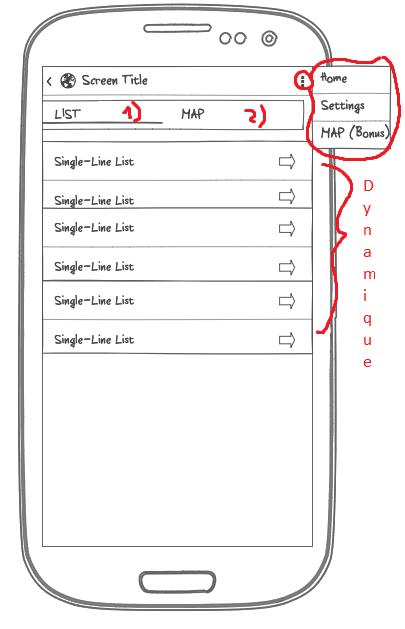 Screen Title
Home
Settings
MAP (Bonus)
LIST 1) MAP 2)
Single-Line List
Single-Line List
Single-Line List
Single-Line List
Single-Line List
Single-Line List
Dynamique